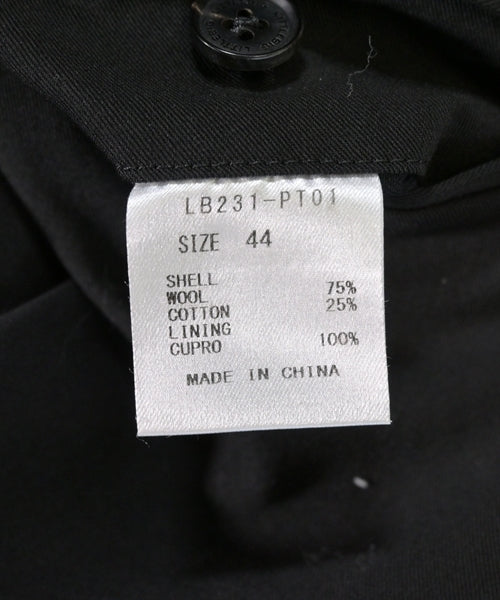 LB231-PT01
SIZE 44
SHELL
WOOL 75%
COTTON 25%
LINING
CUPRO 100%
MADE IN CHINA